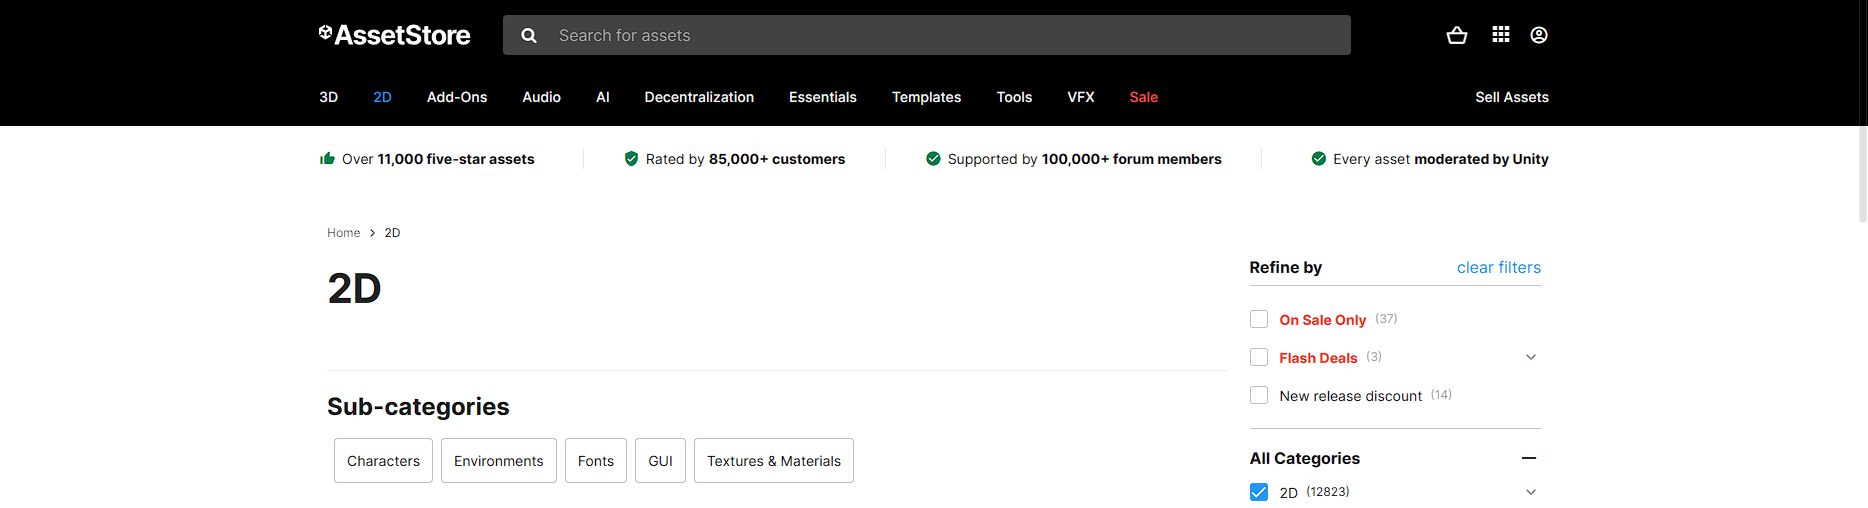 AssetStore
Search for assets
3D 2D Add-Ons Audio AI Decentralization Essentials Templates Tools VFX Sale Sell Assets
Over 11,000 five-star assets Rated by 85,000+ customers Supported by 100,000+ forum members Every asset moderated by Unity
Home > 2D
2D
Sub-categories
Characters Environments Fonts GUI Textures & Materials
Refine by clear filters
On Sale Only (37)
Flash Deals (3)
New release discount (14)
All Categories
2D (12823)